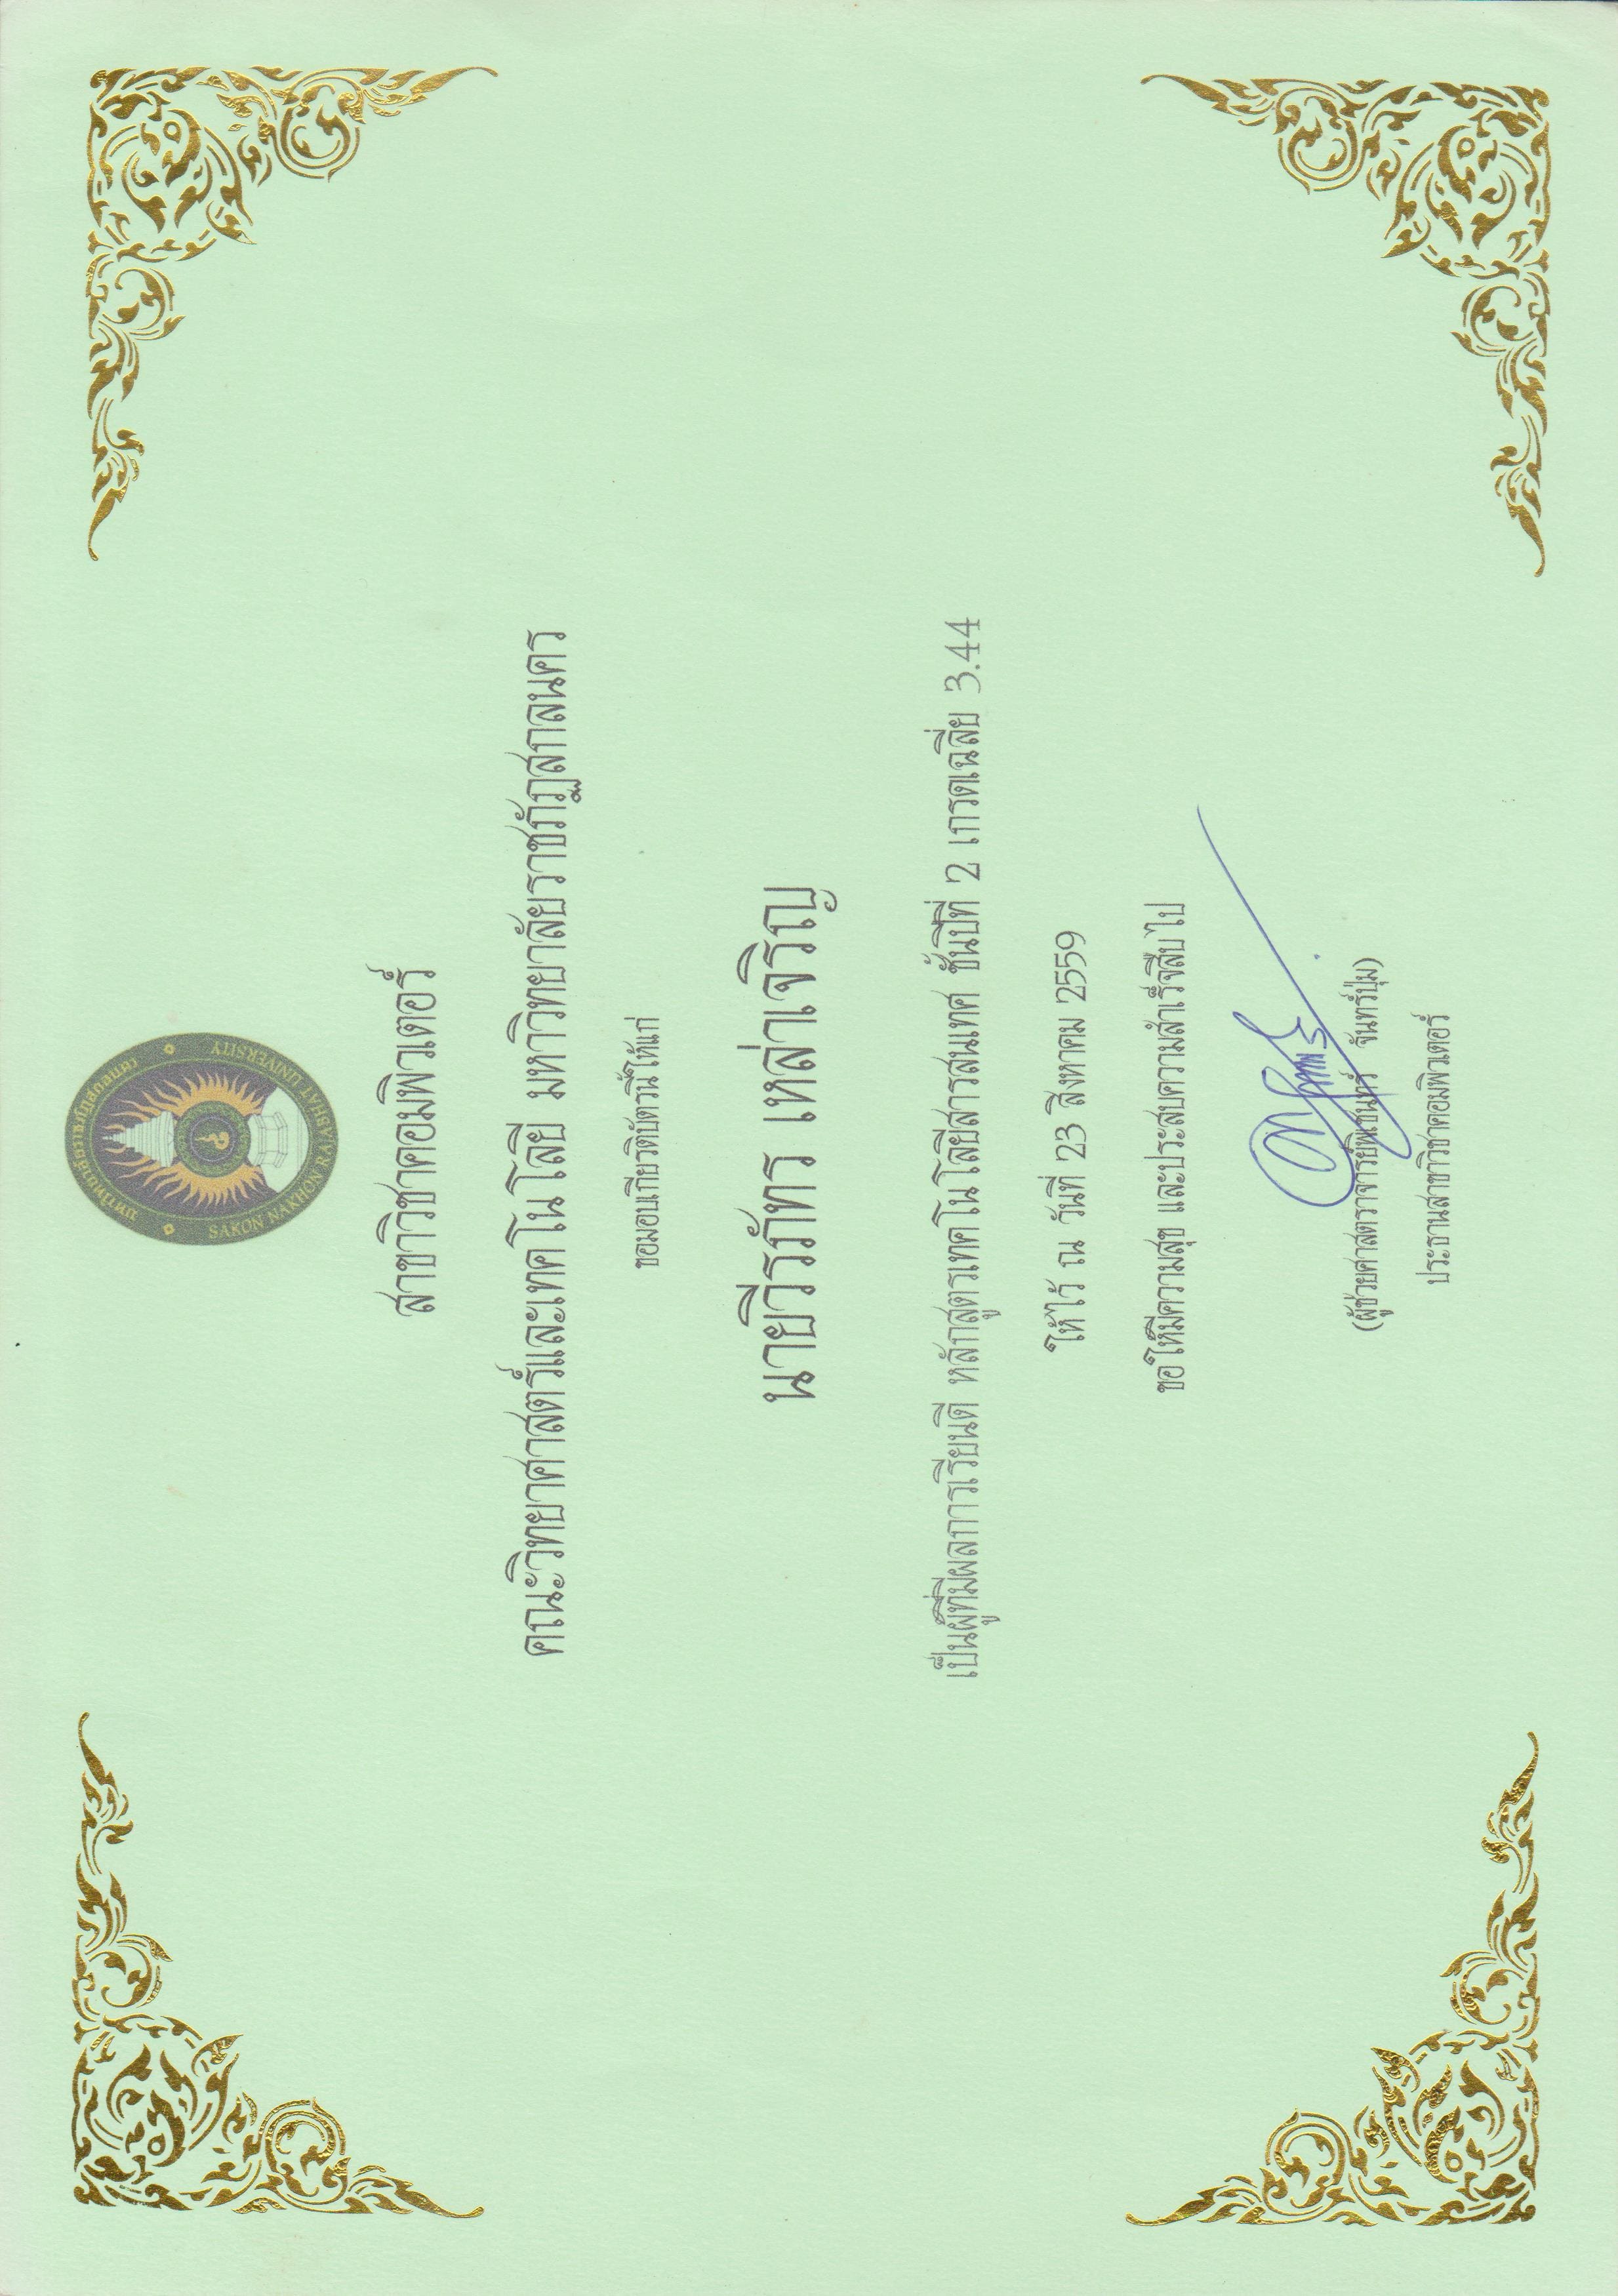 มหาวิทยาลัยราชภัฏสกลนคร
SAKON NAKHON RAJABHAT UNIVERSITY
สาขาวิชาคอมพิวเตอร์
คณะวิทยาศาสตร์และเทคโนโลยี มหาวิทยาลัยราชภัฏสกลนคร
ขอมอบเกียรติบัตรนี้ให้แก่
นายวีรภัทร เหล่าเจริญ
เป็นผู้ที่มีผลการเรียนดี หลักสูตรเทคโนโลยีสารสนเทศ ชั้นปีที่ 2 เกรดเฉลี่ย 3.44
ให้ไว้ ณ วันที่ 23 สิงหาคม 2559
ขอให้มีความสุข และประสบความสำเร็จสืบไป
(ผู้ช่วยศาสตราจารย์พิเชนทร์ จันทร์ปุ่ม)
ประธานสาขาวิชาคอมพิวเตอร์